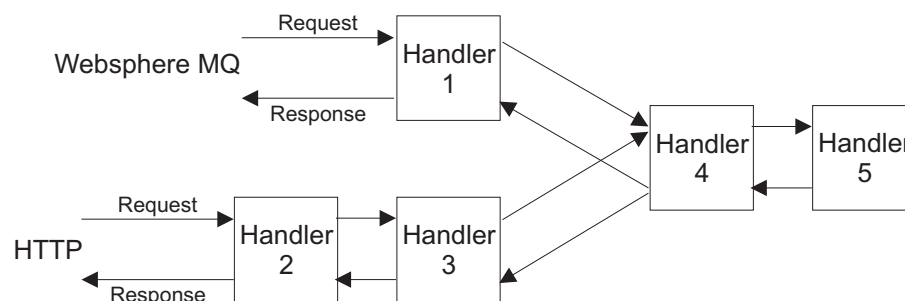 Request
Websphere MQ
Response
Handler
1
Handler
4
Handler
5
Request
HTTP
Response
Handler
2
Handler
3